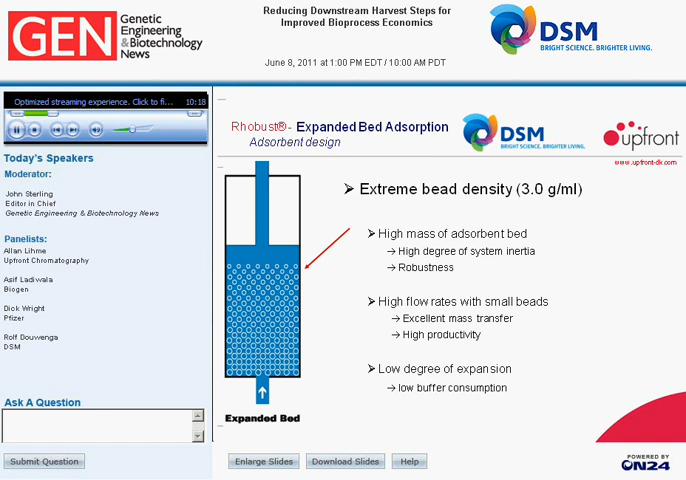 GEN Genetic
Engineering
& Biotechnology
News
Reducing Downstream Harvest Steps for
Improved Bioprocess Economics
June 8, 2011 at 1:00 PM EDT / 10:00 AM PDT
DSM
BRIGHT SCIENCE. BRIGHTER LIVING.
Optimized streaming experience. Click to fi... 10:18
Today's Speakers
Moderator:
John Sterling
Editor in Chief
Genetic Engineering & Biotechnology News
Panelists:
Allan Lihme
Upfront Chromatography
Asif Ladiwala
Biogen
Dick Wright
Pfizer
Rolf Douwenga
DSM
Ask A Question
Submit Question
Rhobust®- Expanded Bed Adsorption
Adsorbent design
DSM
BRIGHT SCIENCE. BRIGHTER LIVING.
upfront
www.upfront-dk.com
➢ Extreme bead density (3.0 g/ml)
➢ High mass of adsorbent bed
→ High degree of system inertia
→ Robustness
➢ High flow rates with small beads
→ Excellent mass transfer
→ High productivity
➢ Low degree of expansion
→ low buffer consumption
Expanded Bed
Enlarge Slides Download Slides Help
POWERED BY
ON24